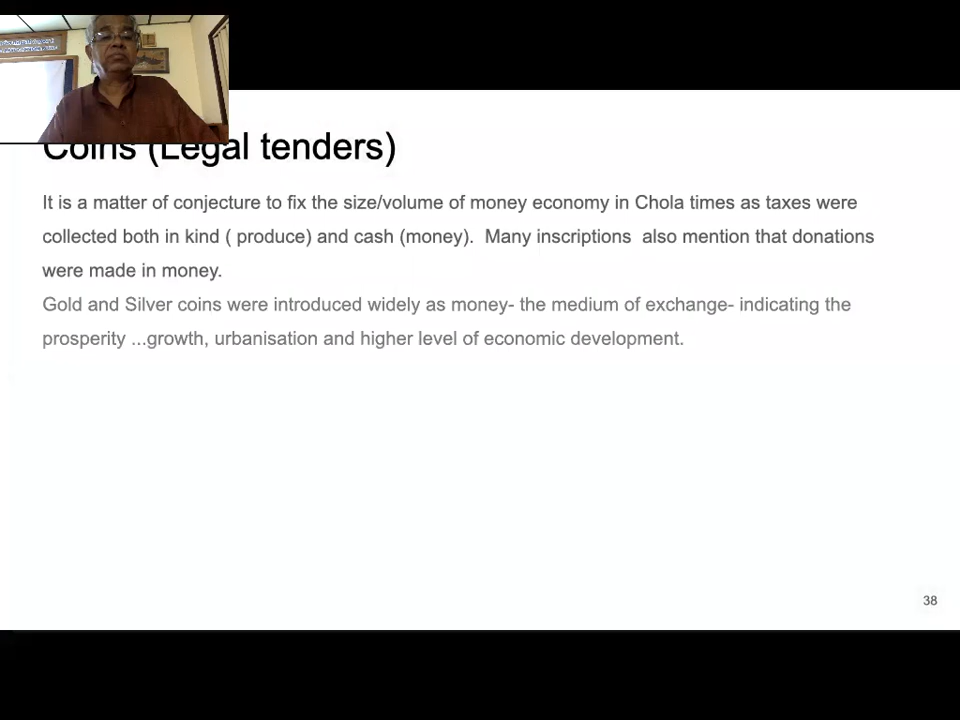 Coins (Legal tenders)
It is a matter of conjecture to fix the size/volume of money economy in Chola times as taxes were
collected both in kind ( produce) and cash (money).  Many inscriptions  also mention that donations
were made in money.
Gold and Silver coins were introduced widely as money- the medium of exchange- indicating the
prosperity ...growth, urbanisation and higher level of economic development.
38